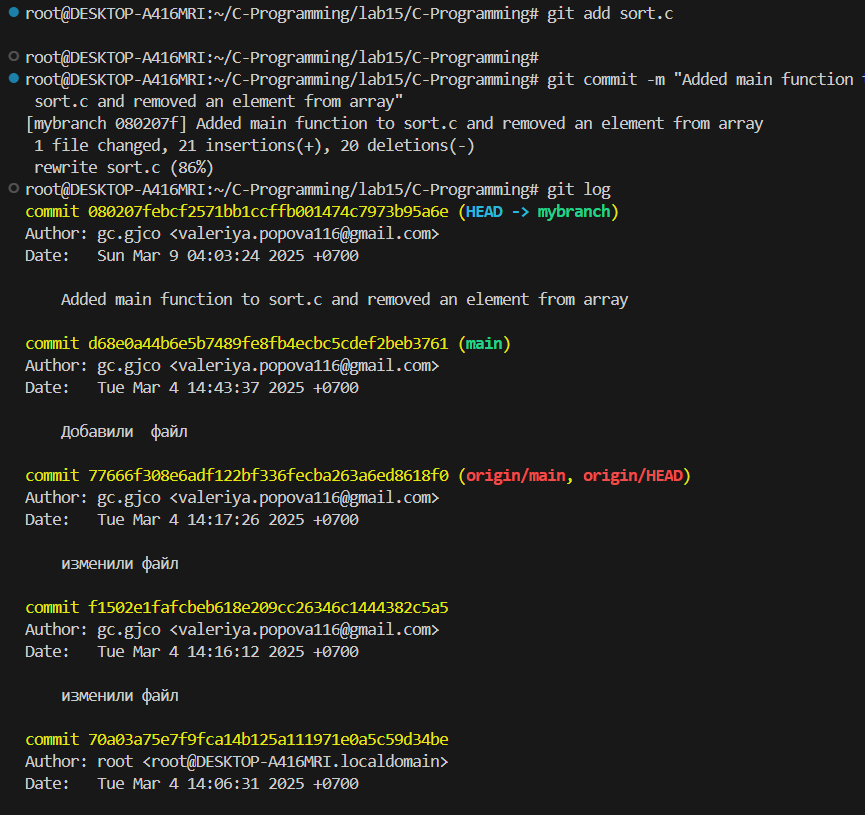 root@DESKTOP-A416MRI:~/C-Programming/lab15/C-Programming# git add sort.c
root@DESKTOP-A416MRI:~/C-Programming/lab15/C-Programming#
root@DESKTOP-A416MRI:~/C-Programming/lab15/C-Programming# git commit -m "Added main function
sort.c and removed an element from array"
[mybranch 080207f] Added main function to sort.c and removed an element from array
1 file changed, 21 insertions(+), 20 deletions(-)
rewrite sort.c (86%)
root@DESKTOP-A416MRI:~/C-Programming/lab15/C-Programming# git log
commit 080207febcf2571bb1ccffb001474c7973b95a6e (HEAD -> mybranch)
Author: gc.gjco <valeriya.popova116@gmail.com>
Date:   Sun Mar 9 04:03:24 2025 +0700
Added main function to sort.c and removed an element from array
commit d68e0a44b6e5b7489fe8fb4ecbc5cdef2beb3761 (main)
Author: gc.gjco <valeriya.popova116@gmail.com>
Date:   Tue Mar 4 14:43:37 2025 +0700
Добавили  файл
commit 77666f308e6adf122bf336fecba263a6ed8618f0 (origin/main, origin/HEAD)
Author: gc.gjco <valeriya.popova116@gmail.com>
Date:   Tue Mar 4 14:17:26 2025 +0700
изменили файл
commit f1502e1fafcbeb618e209cc26346c1444382c5a5
Author: gc.gjco <valeriya.popova116@gmail.com>
Date:   Tue Mar 4 14:16:12 2025 +0700
изменили файл
commit 70a03a75e7f9fca14b125a111971e0a5c59d34be
Author: root <root@DESKTOP-A416MRI.localdomain>
Date:   Tue Mar 4 14:06:31 2025 +0700